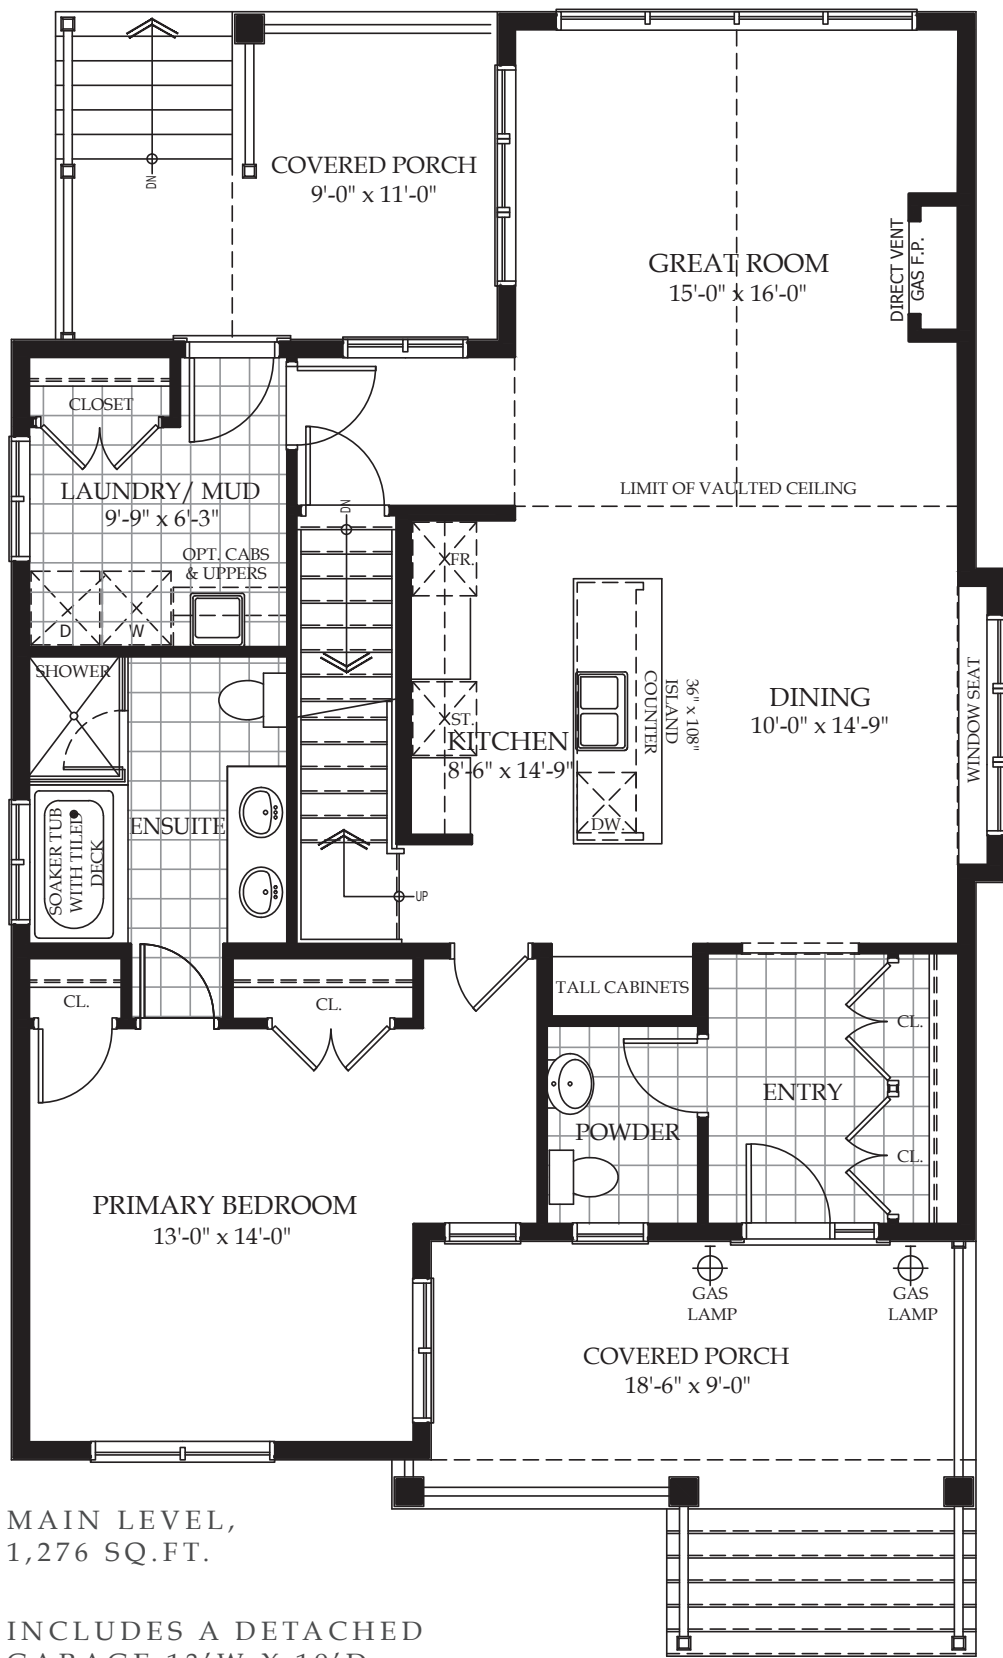 DN
COVERED PORCH
9'-0" x 11'-0"
GREAT ROOM
15'-0" x 16'-0"
DIRECT VENT
GAS F.P.
CLOSET
LAUNDRY/ MUD
9'-9" x 6'-3"
OPT. CABS
& UPPERS
D
W
DN
LIMIT OF VAULTED CEILING
FR.
ST.
KITCHEN
8'-6" x 14'-9"
36" x 108"
ISLAND
COUNTER
DW.
DINING
10'-0" x 14'-9"
WINDOW SEAT
SHOWER
ENSUITE
SOAKER TUB
WITH TILED
DECK
UP
CL.
CL.
TALL CABINETS
CL.
ENTRY
POWDER
CL.
PRIMARY BEDROOM
13'-0" x 14'-0"
GAS
LAMP
GAS
LAMP
COVERED PORCH
18'-6" x 9'-0"
MAIN LEVEL,
1,276 SQ.FT.
INCLUDES A DETACHED